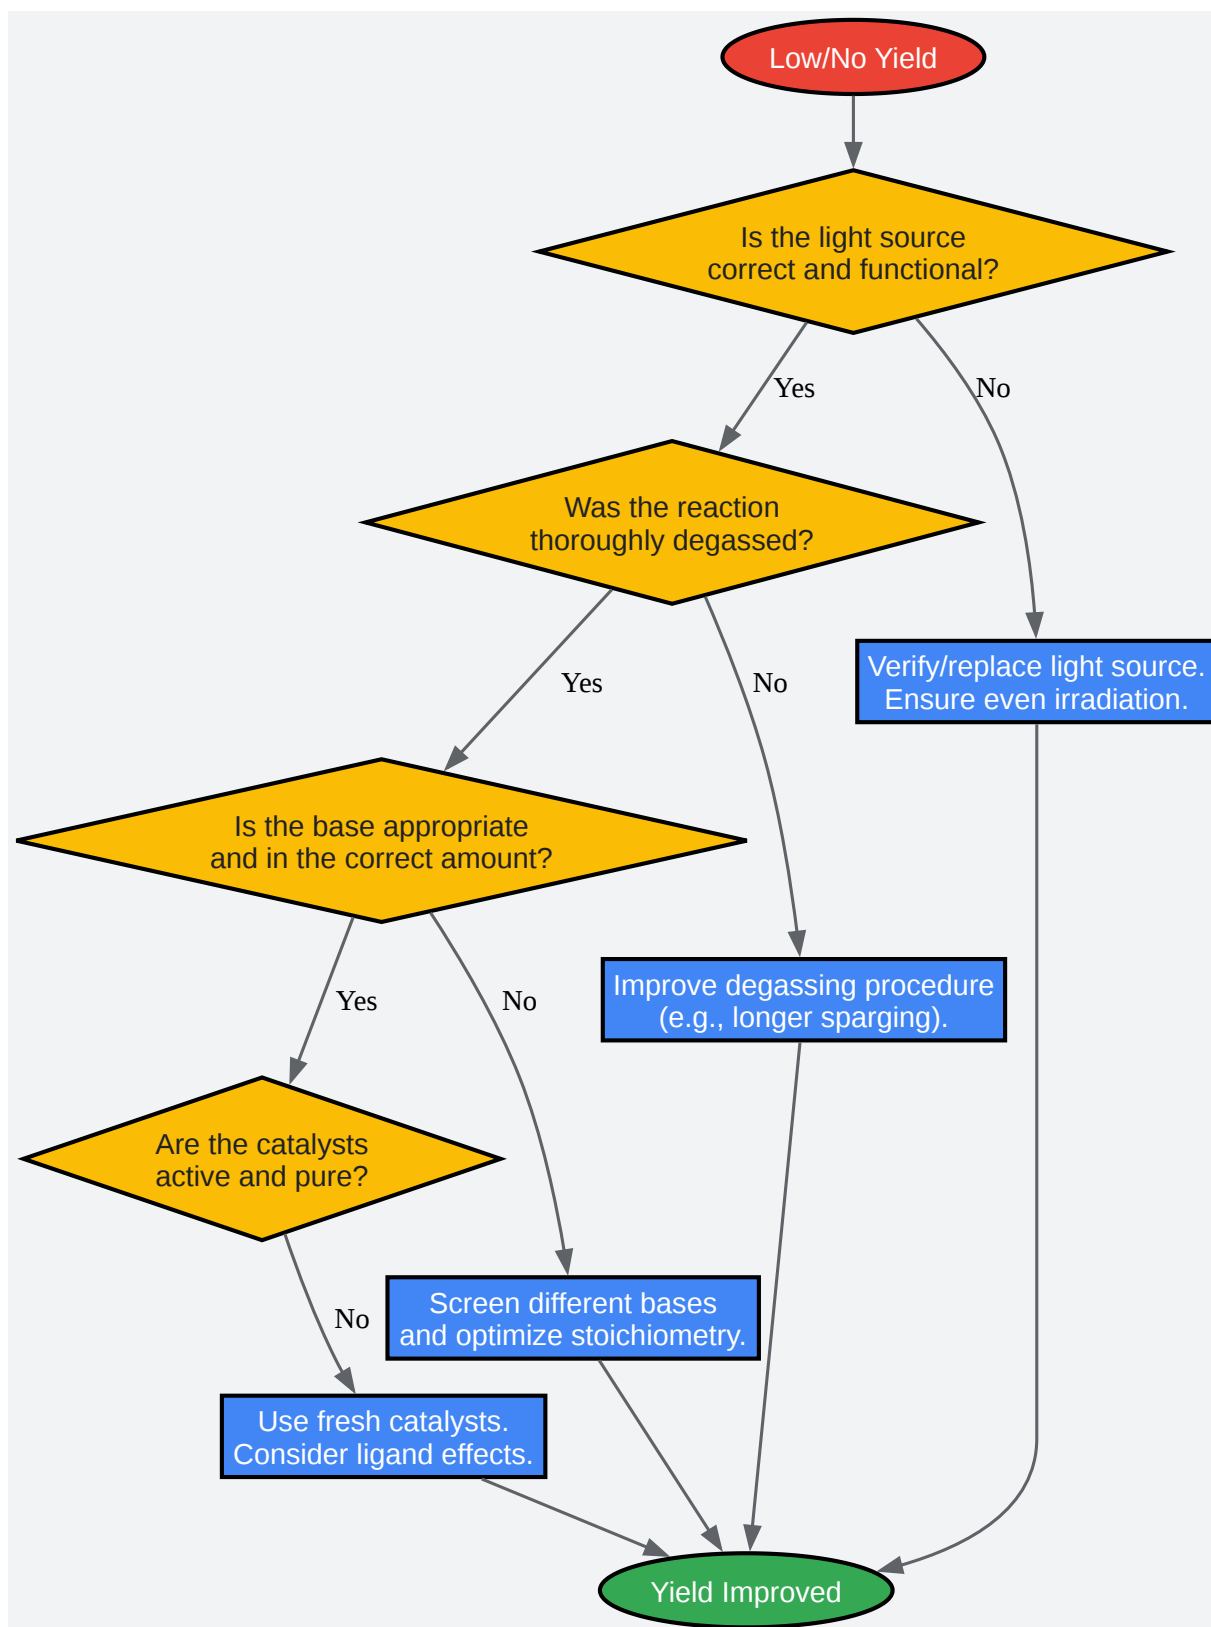 Low/No Yield
Is the light source
correct and functional?
Yes
No
Was the reaction
thoroughly degassed?
Verify/replace light source.
Ensure even irradiation.
Yes
No
Is the base appropriate
and in the correct amount?
Improve degassing procedure
(e.g., longer sparging).
Yes
No
Are the catalysts
active and pure?
Screen different bases
and optimize stoichiometry.
No
Use fresh catalysts.
Consider ligand effects.
Yield Improved